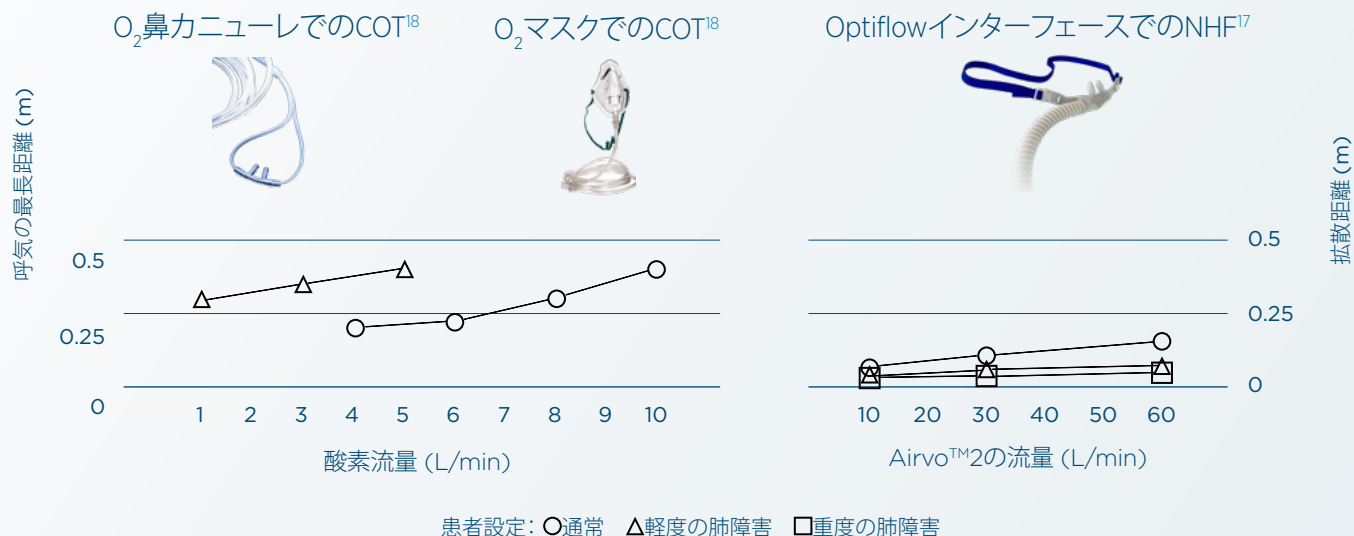 O₂鼻カニューレでのCOT¹⁸
O₂マスクでのCOT¹⁸
OptiflowインターフェースでのNHF¹⁷
呼気の最長距離 (m)
0.5
0.25
0
1 2 3 4 5 6 7 8 9 10
酸素流量 (L/min)
拡散距離 (m)
0.5
0.25
0
10 20 30 40 50 60
Airvo™2の流量 (L/min)
患者設定: ○通常 △軽度の肺障害 □重度の肺障害